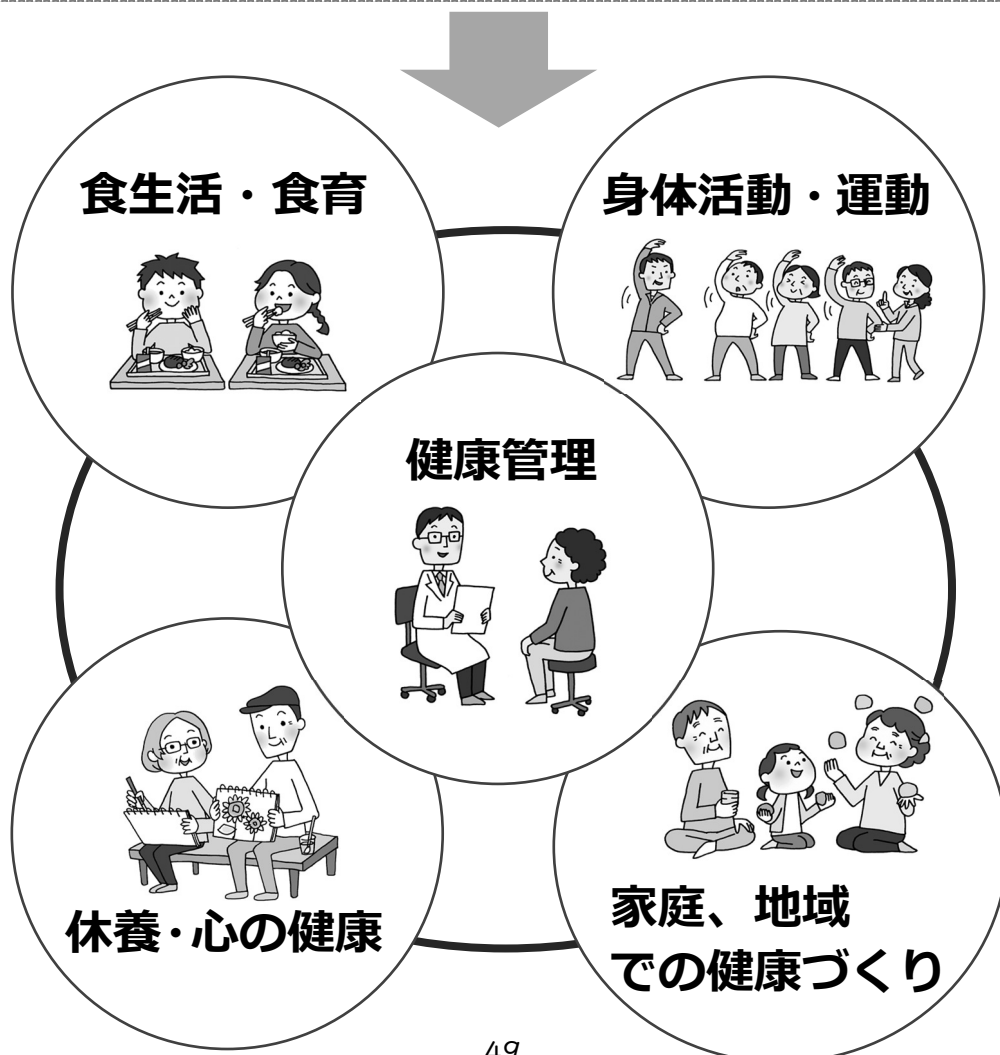 食生活・食育
身体活動・運動
健康管理
休養・心の健康
家庭、地域
での健康づくり
49